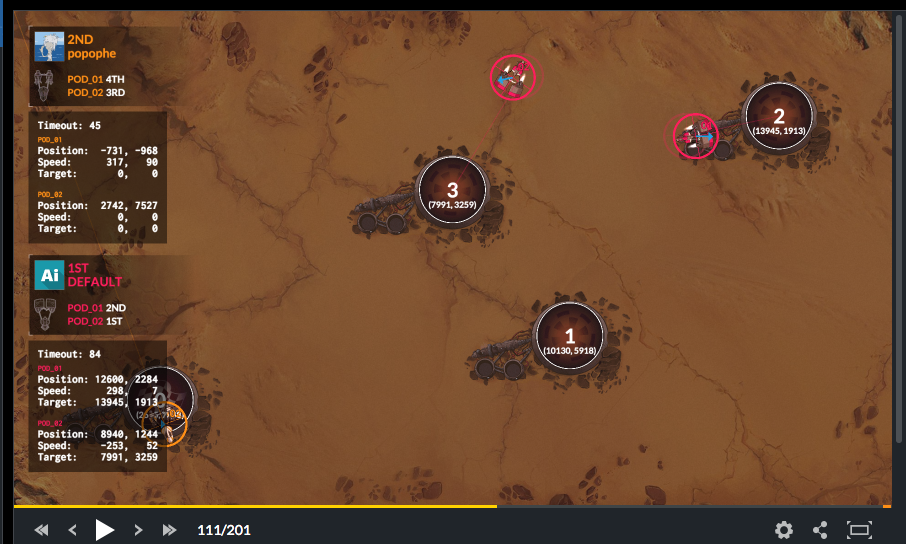 2ND
popophe
POD_01 4TH
POD_02 3RD
Timeout: 45
POD_01
Position: -731, -968
Speed: 317, 90
Target: 0, 0
POD_02
Position: 2742, 7527
Speed: 0, 0
Target: 0, 0
Ai
1ST
DEFAULT
POD_01 2ND
POD_02 1ST
Timeout: 84
POD_01
Position: 12600, 2284
Speed: 298, 7
Target: 13945, 1913
POD_02
Position: 8940, 1244
Speed: -253, 52
Target: 7991, 3259
2
(13945, 1913)
3
(7991, 3259)
1
(10130, 5918)
111/201